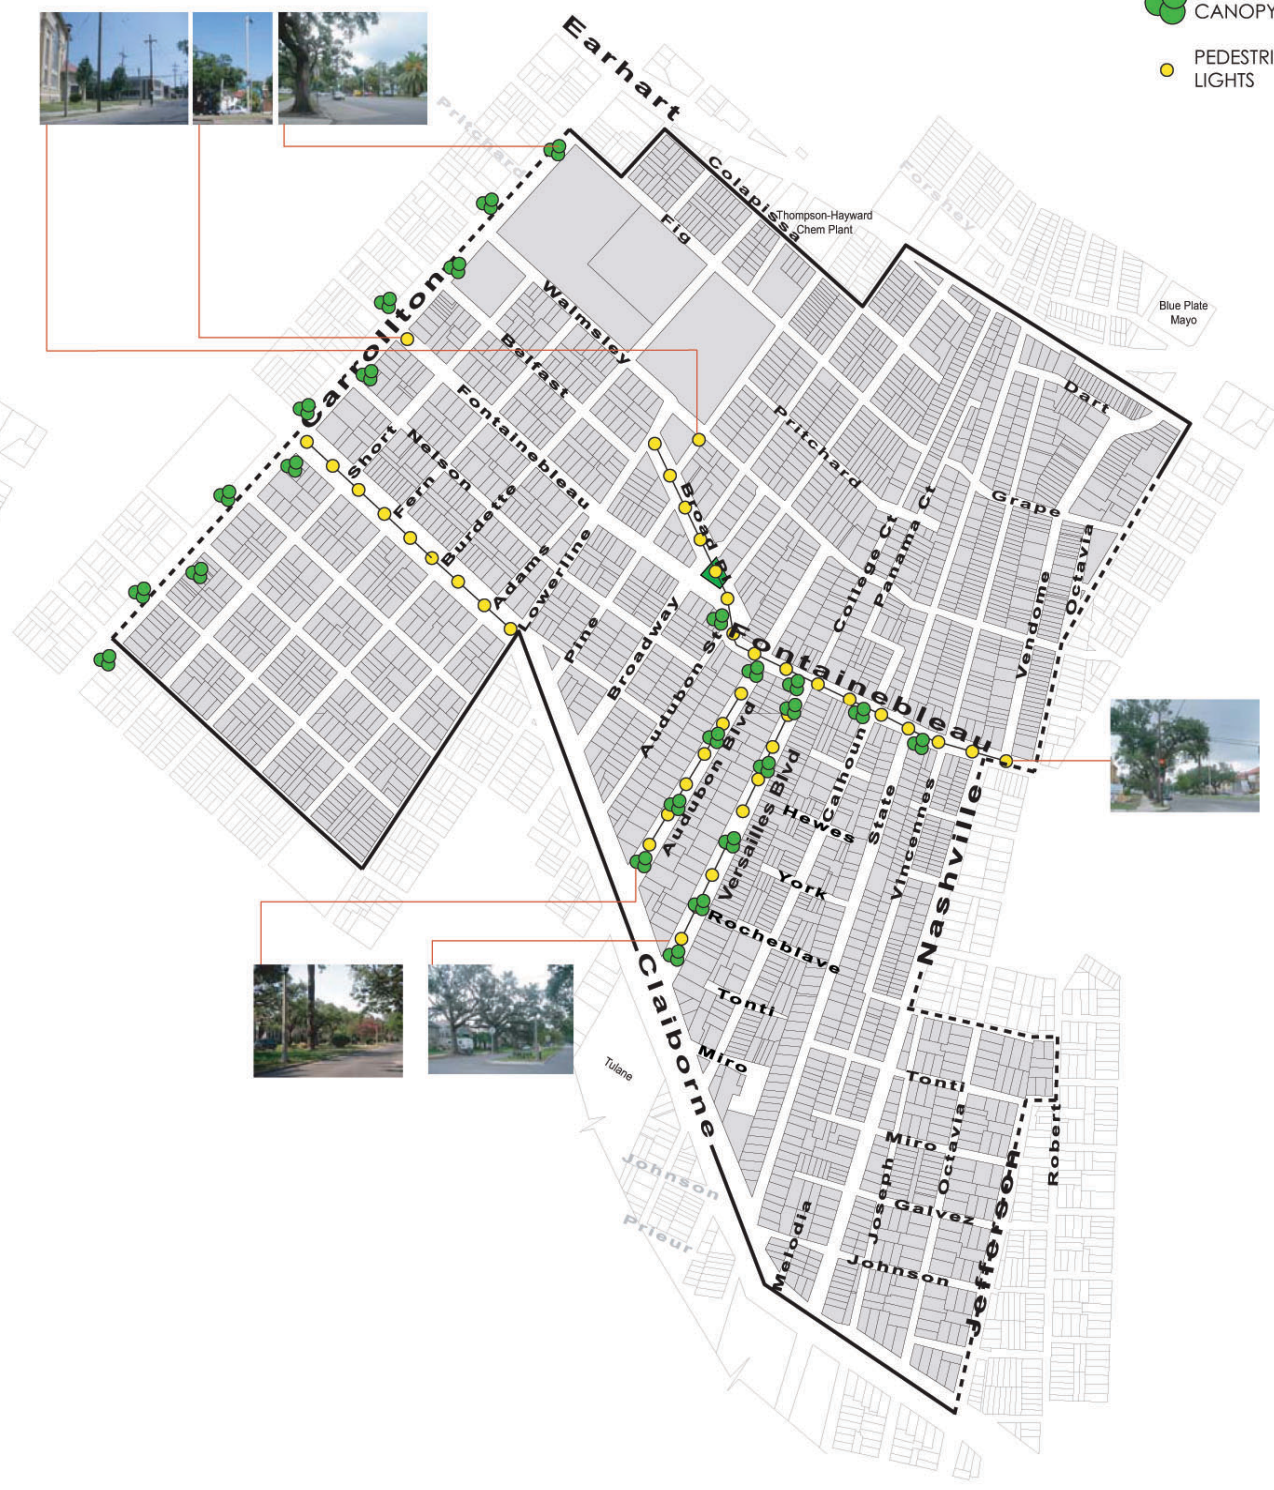 CANOPY
PEDESTRI
LIGHTS
Earhart
Pritchard
Colapissa
Forshey
Fig
Thompson-Hayward
Chem Plant
Blue Plate
Mayo
Carrollton
Walmsley
Belfast
Dart
Fontainebleau
Pritchard
Short
Nelson
Fern
Burdette
Broad Pl
Grape
College Ct
Panama Ct
Octavia
Adams
Lowerline
Pine
Broadway
Audubon St
Vendome
Fontainebleau
Audubon Blvd
Versailles Blvd
Calhoun
Hewes
State
Vincennes
Nashville
York
Rocheblave
Claiborne
Tonti
Miro
Tulane
Tonti
Octavia
Robert
Miro
Joseph
Johnson
Galvez
Jefferson
Prieur
Melodia
Johnson